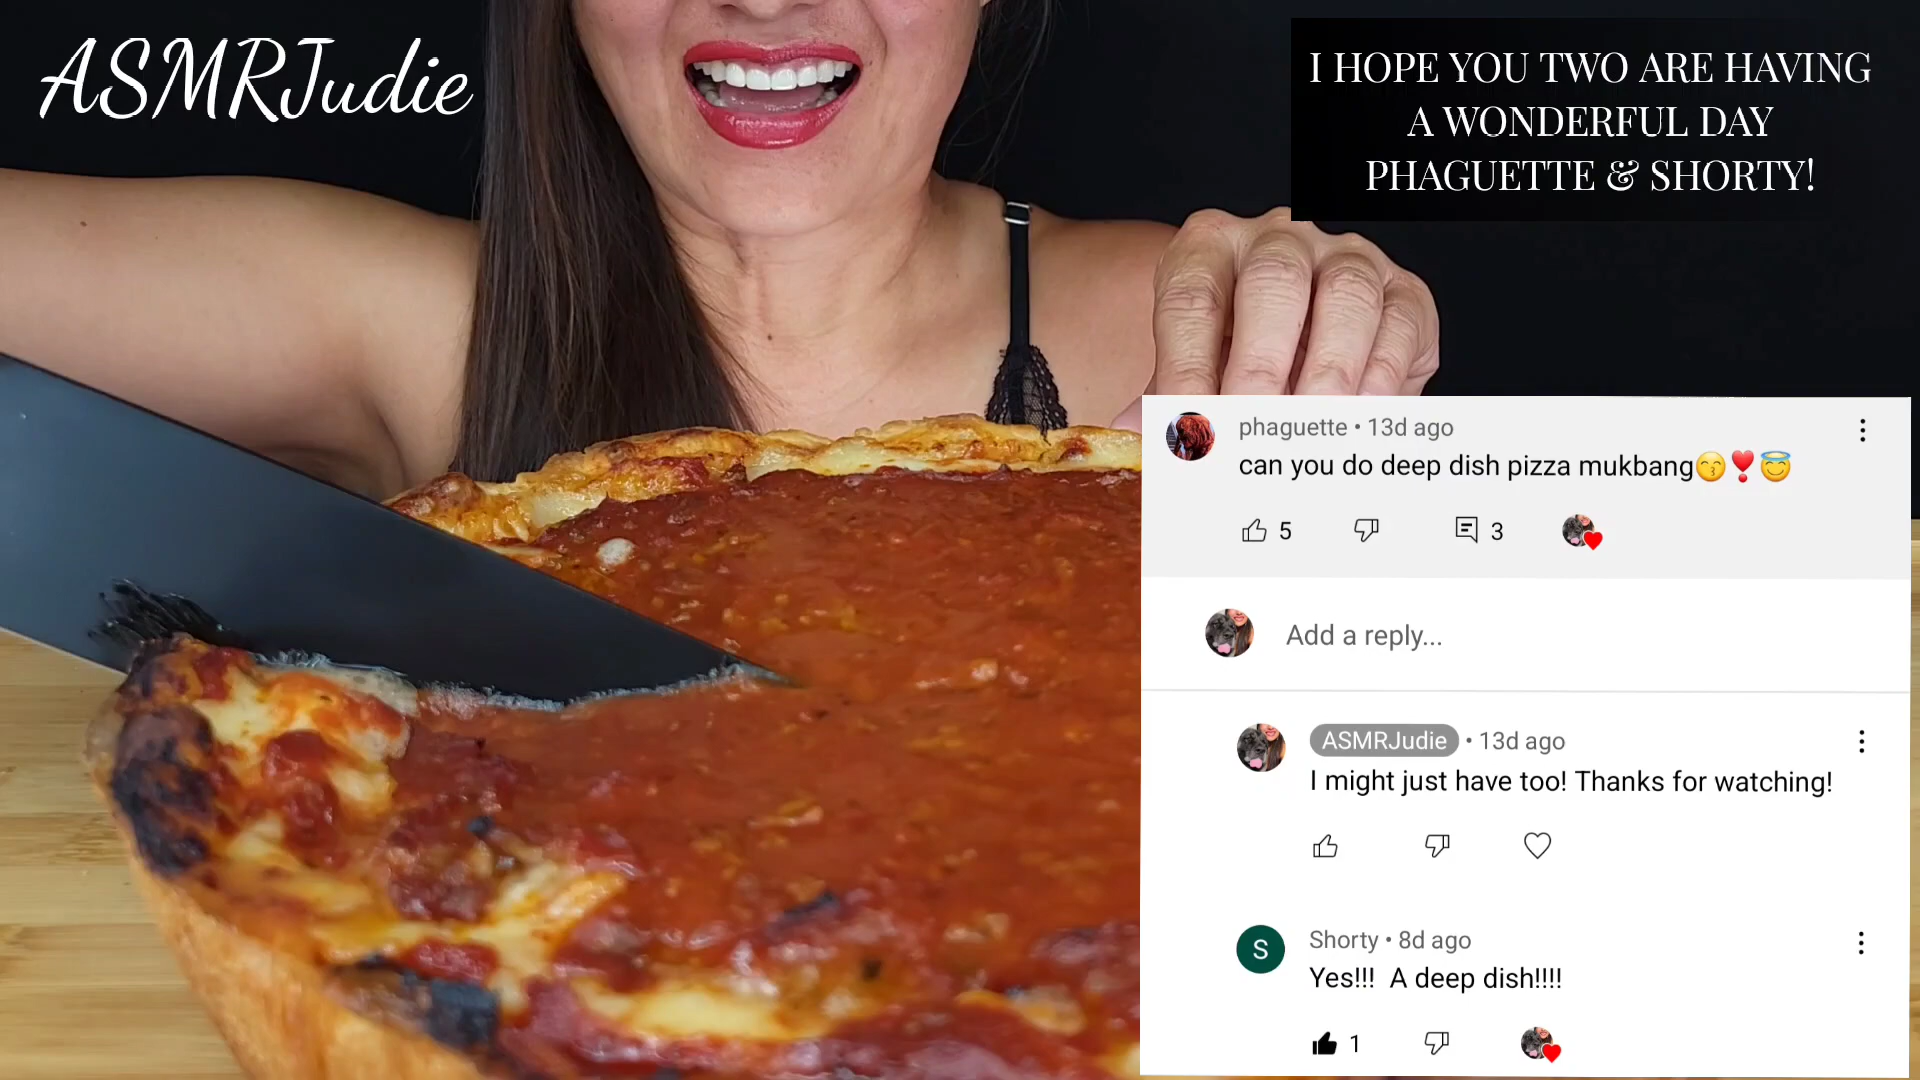 ASMRJudie
I HOPE YOU TWO ARE HAVING
A WONDERFUL DAY
PHAGUETTE & SHORTY!
phaguette • 13d ago
can you do deep dish pizza mukbang😙❣️😇
5
3
Add a reply...
ASMRJudie • 13d ago
I might just have too! Thanks for watching!
S
Shorty • 8d ago
Yes!!! A deep dish!!!!
1